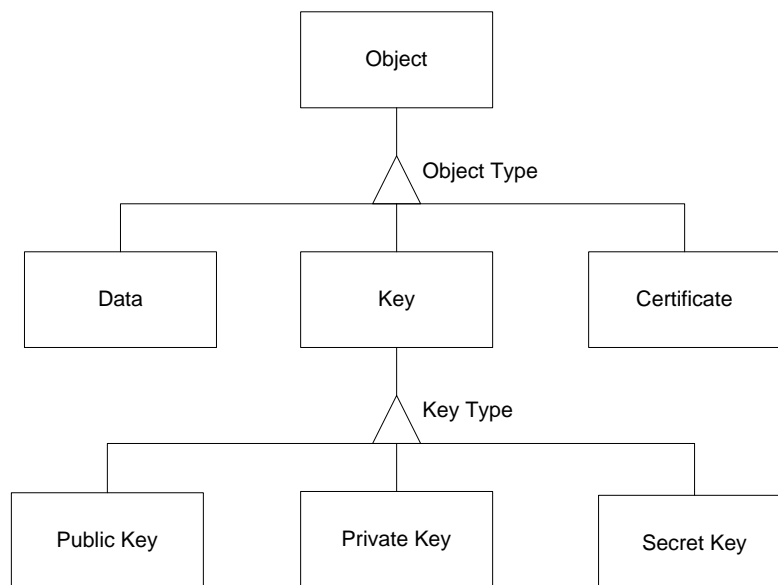 Object
Object Type
Data
Key
Certificate
Key Type
Public Key
Private Key
Secret Key